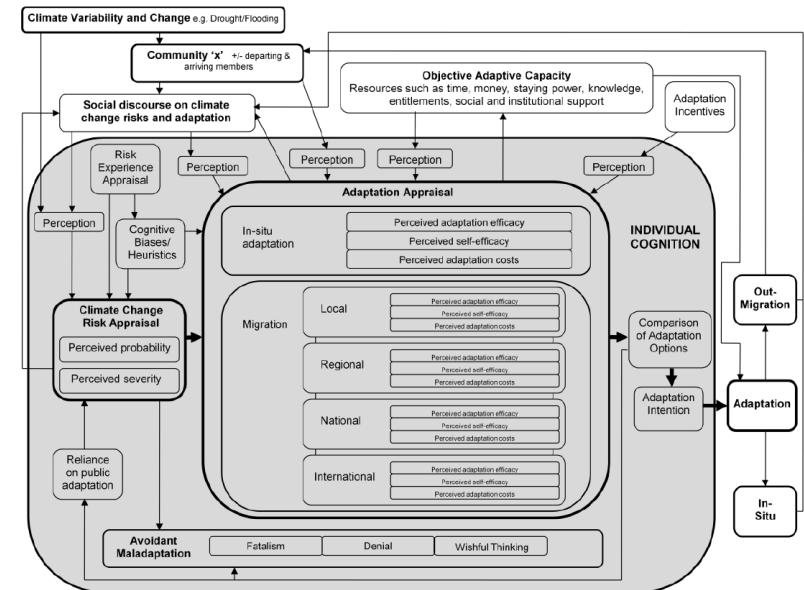 Climate Variability and Change e.g. Drought/Flooding
Community ‘x’ +/- departing &
arriving members
Social discourse on climate
change risks and adaptation
Objective Adaptive Capacity
Resources such as time, money, staying power, knowledge,
entitlements, social and institutional support
Adaptation
Incentives
Risk
Experience
Appraisal
Perception
Perception
Perception
Perception
Perception
Cognitive
Biases/
Heuristics
Adaptation Appraisal
In-situ
adaptation
Perceived adaptation efficacy
Perceived self-efficacy
Perceived adaptation costs
INDIVIDUAL
COGNITION
Climate Change
Risk Appraisal
Perceived probability
Perceived severity
Migration
Local
Perceived adaptation efficacy
Perceived self-efficacy
Perceived adaptation costs
Regional
Perceived adaptation efficacy
Perceived self-efficacy
Perceived adaptation costs
National
Perceived adaptation efficacy
Perceived self-efficacy
Perceived adaptation costs
International
Perceived adaptation efficacy
Perceived self-efficacy
Perceived adaptation costs
Comparison
of Adaptation
Options
Adaptation
Intention
Out-
Migration
Adaptation
In-
Situ
Reliance
on public
adaptation
Avoidant
Maladaptation
Fatalism
Denial
Wishful Thinking